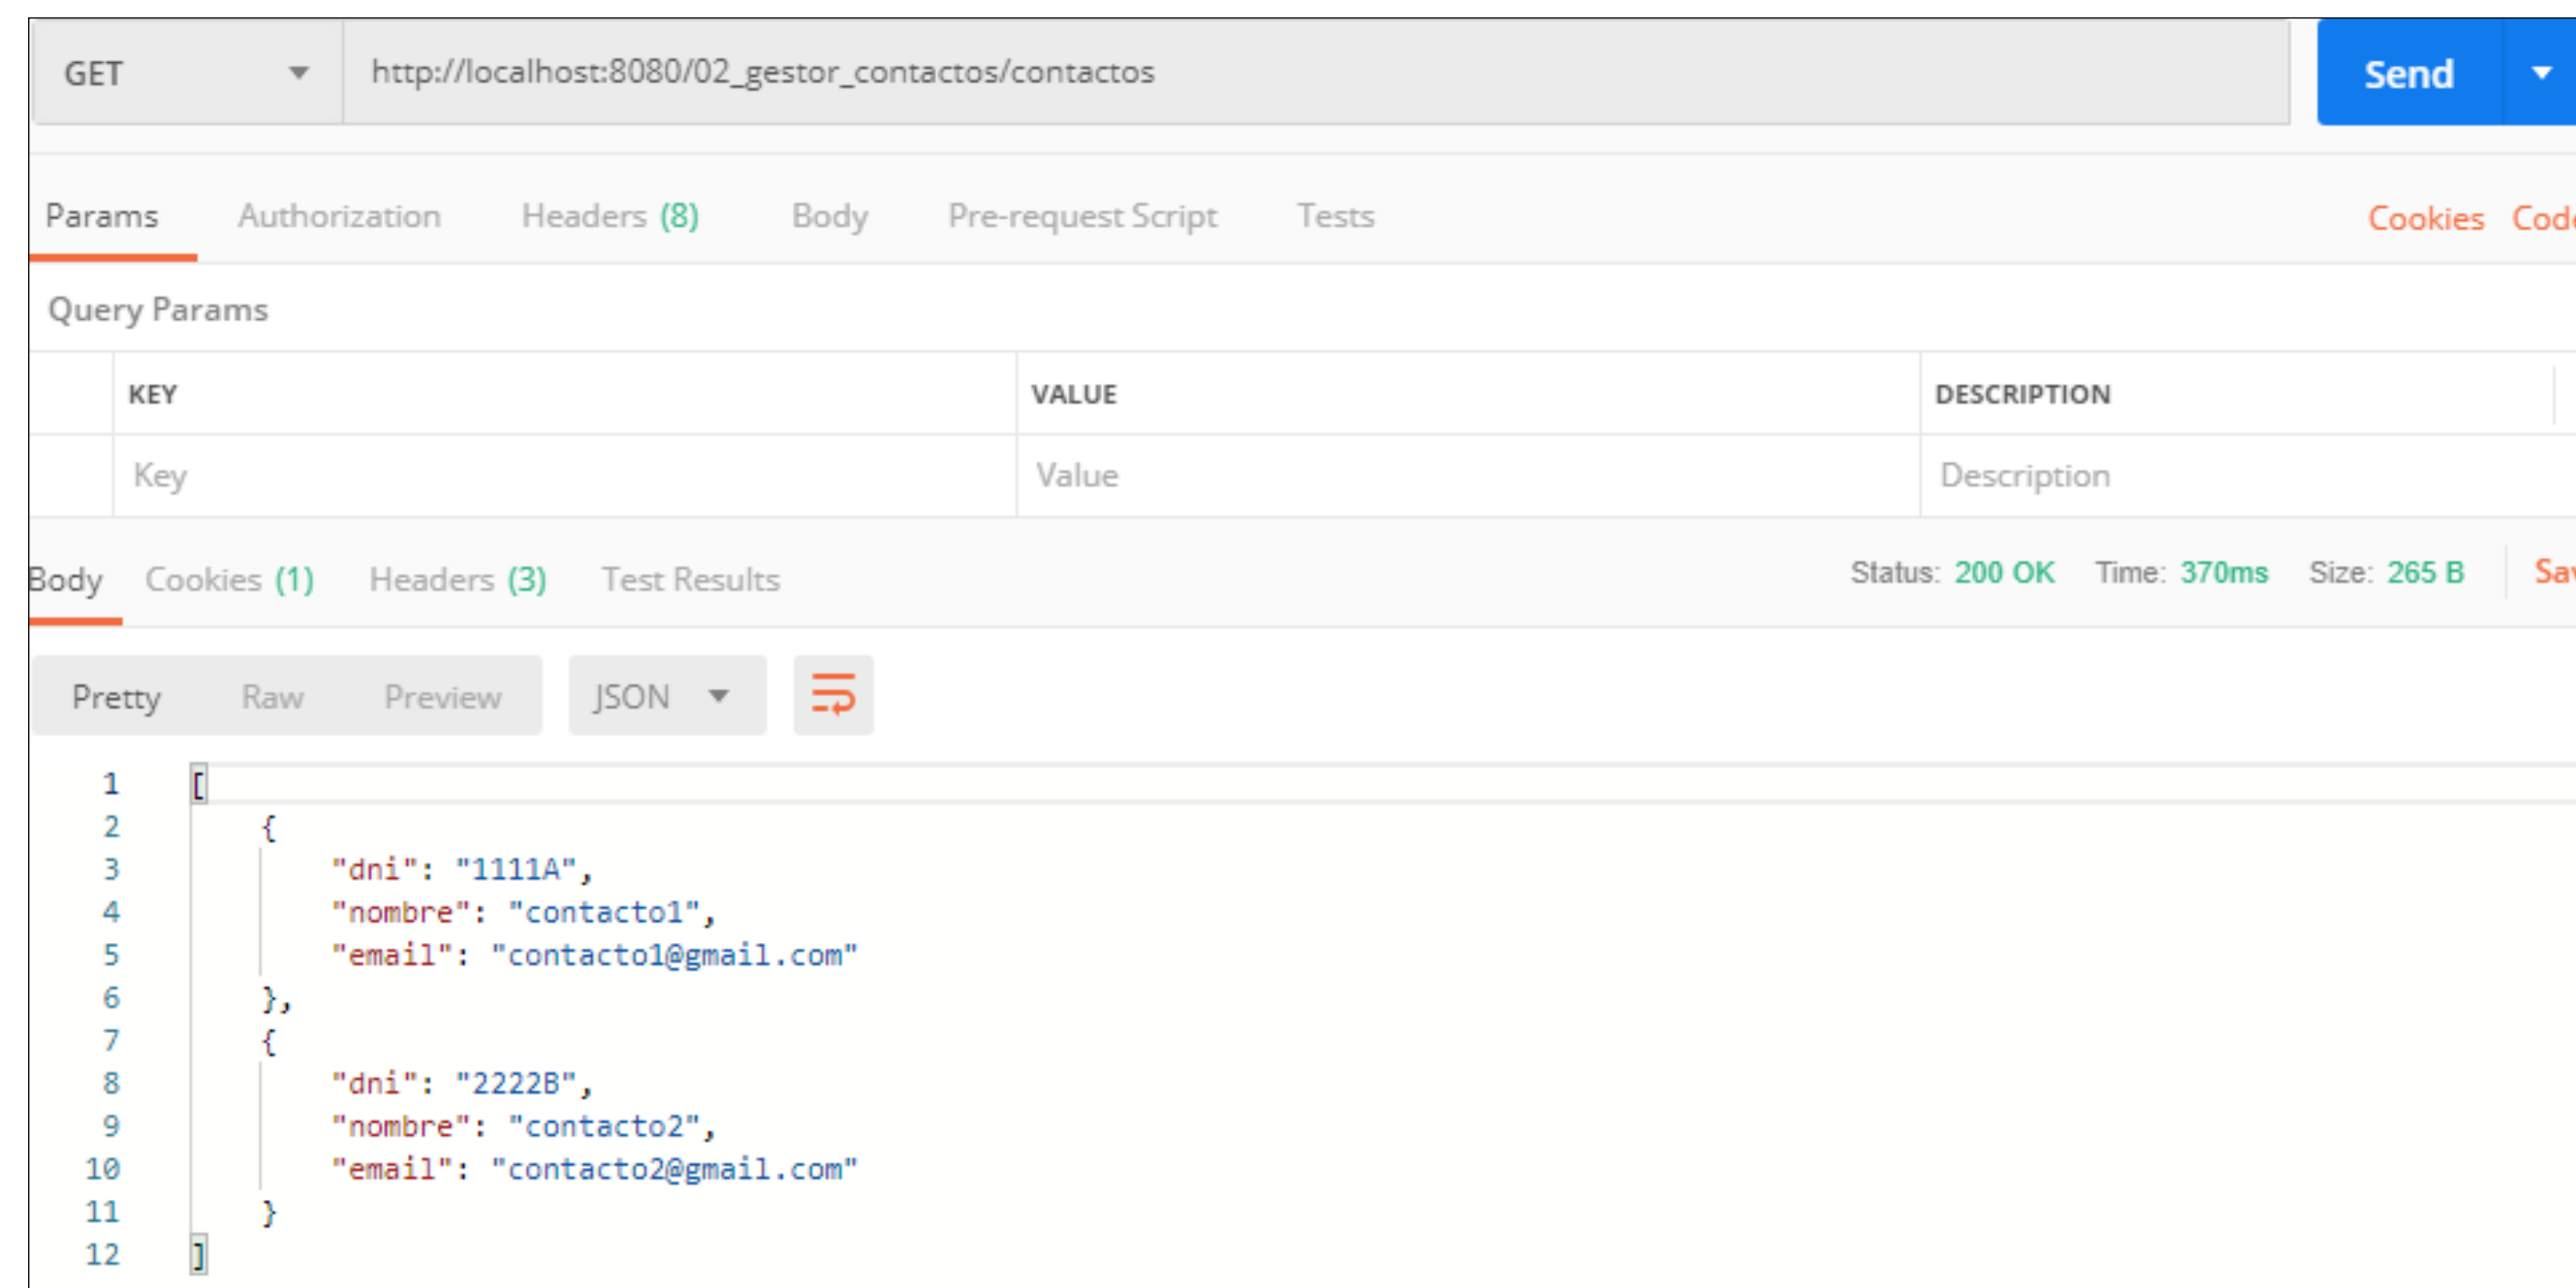 GET http://localhost:8080/02_gestor_contactos/contactos Send
Params Authorization Headers (8) Body Pre-request Script Tests Cookies
Query Params
KEY VALUE DESCRIPTION
Key Value Description
Body Cookies (1) Headers (3) Test Results Status: 200 OK Time: 370ms Size: 265 B
Pretty Raw Preview JSON
1 [
2 {
3 "dni": "1111A",
4 "nombre": "contacto1",
5 "email": "contacto1@gmail.com"
6 },
7 {
8 "dni": "2222B",
9 "nombre": "contacto2",
10 "email": "contacto2@gmail.com"
11 }
12 ]